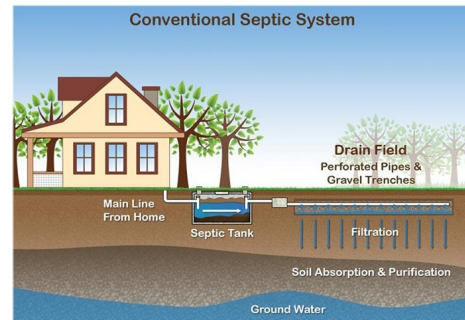 Conventional Septic System
Drain Field
Perforated Pipes &
Gravel Trenches
Main Line
From Home
Septic Tank
Filtration
Soil Absorption & Purification
Ground Water